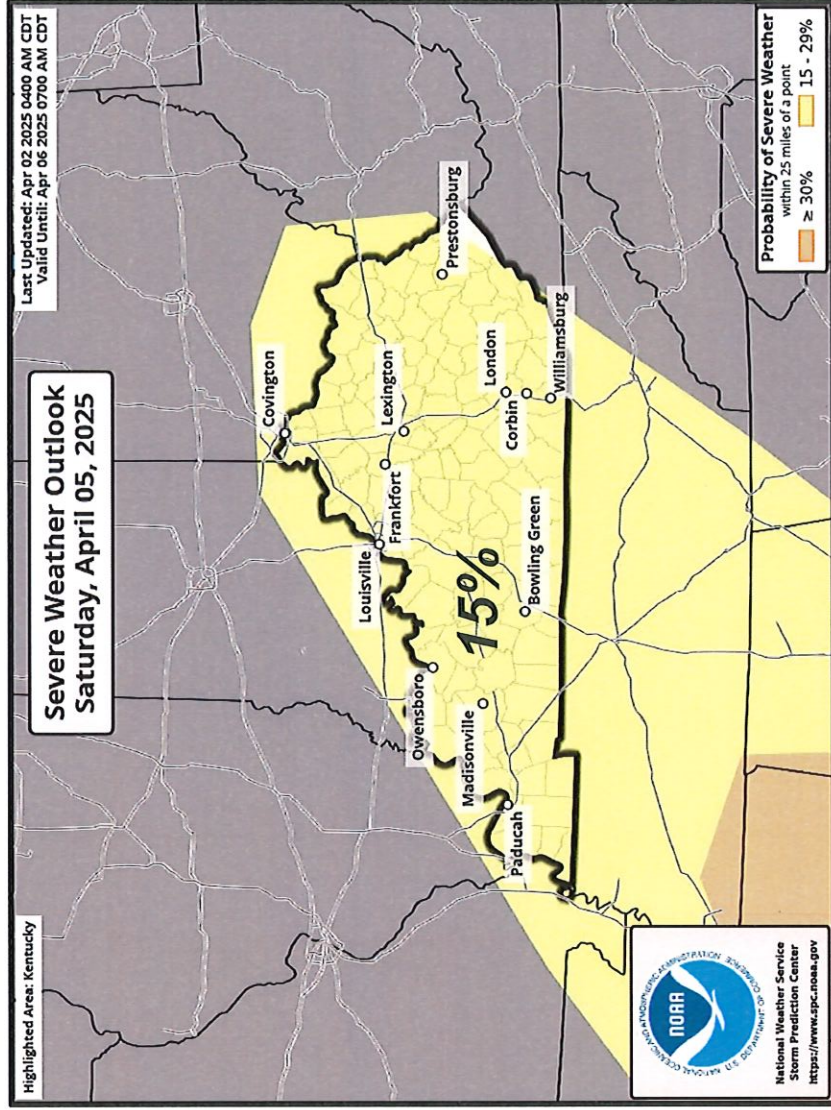 Severe Weather Outlook
Saturday, April 05, 2025
Last Updated: Apr 02 2025 0400 AM CDT
Valid Until: Apr 06 2025 0700 AM CDT
Highlighted Area: Kentucky
Covington
Louisville
Frankfort
Lexington
Prestonsburg
Owensboro
15%
London
Madisonville
Corbin
Bowling Green
Paducah
Williamsburg
NATIONAL OCEANIC AND ATMOSPHERIC ADMINISTRATION
NOAA
U.S. DEPARTMENT OF COMMERCE
National Weather Service
Storm Prediction Center
https://www.spc.noaa.gov
Probability of Severe Weather
within 25 miles of a point
≥ 30%
15 - 29%